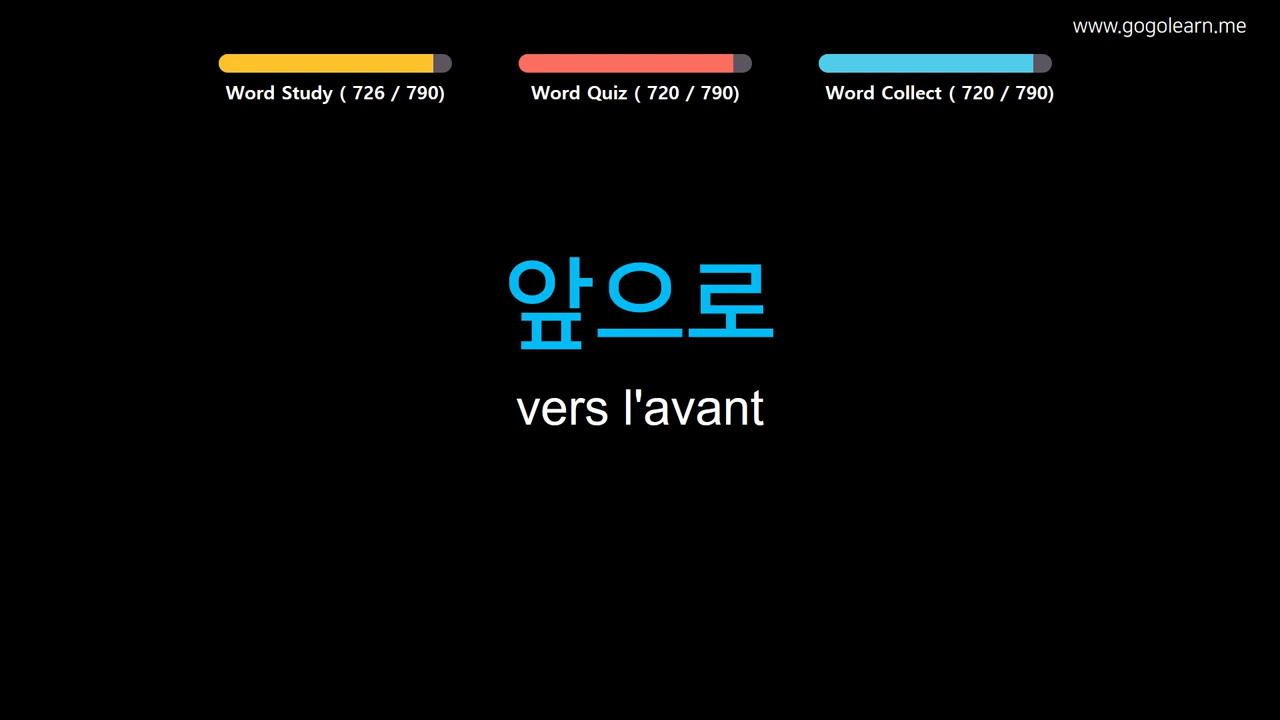 www.gogolearn.me
Word Study ( 726 / 790)
Word Quiz ( 720 / 790)
Word Collect ( 720 / 790)
앞으로
vers l'avant